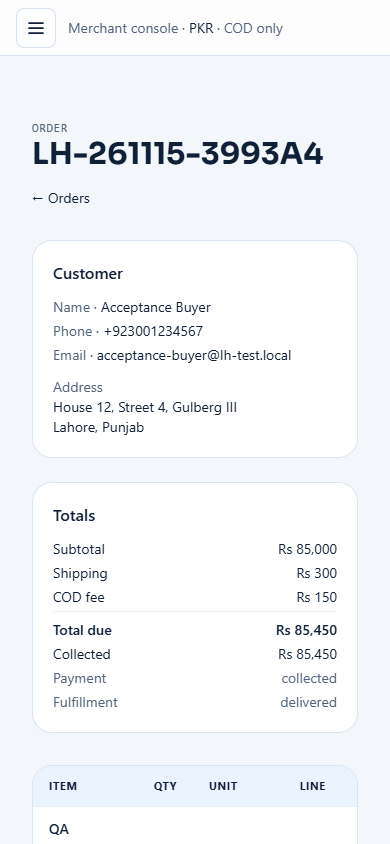 Merchant console · PKR · COD only
ORDER
LH-261115-3993A4
← Orders
Customer
Name · Acceptance Buyer
Phone · +923001234567
Email · acceptance-buyer@lh-test.local
Address
House 12, Street 4, Gulberg III
Lahore, Punjab
Totals
Subtotal Rs 85,000
Shipping Rs 300
COD fee Rs 150
Total due Rs 85,450
Collected Rs 85,450
Payment collected
Fulfillment delivered
ITEM QTY UNIT LINE
QA